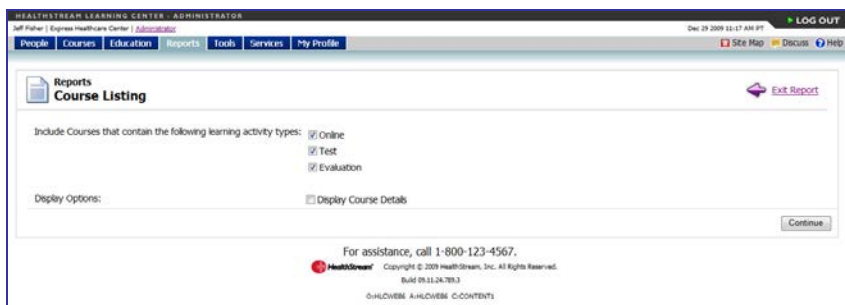 HEALTHSTREAM LEARNING CENTER : ADMINISTRATOR
LOG OUT
Jeff Fisher | Express Healthcare Center | Administrator
Dec 29 2009 11:17 AM PT
People Courses Education Reports Tools Services My Profile
Site Map Discuss Help
Reports
Course Listing
Exit Report
Include Courses that contain the following learning activity types: Online
Test
Evaluation
Display Options: Display Course Details
Continue
For assistance, call 1-800-123-4567.
HealthStream Copyright © 2009 HealthStream, Inc. All Rights Reserved.
Build 09.11.24.789.3
O:HLCWEB6 A:HLCWEB6 C:CONTENT1